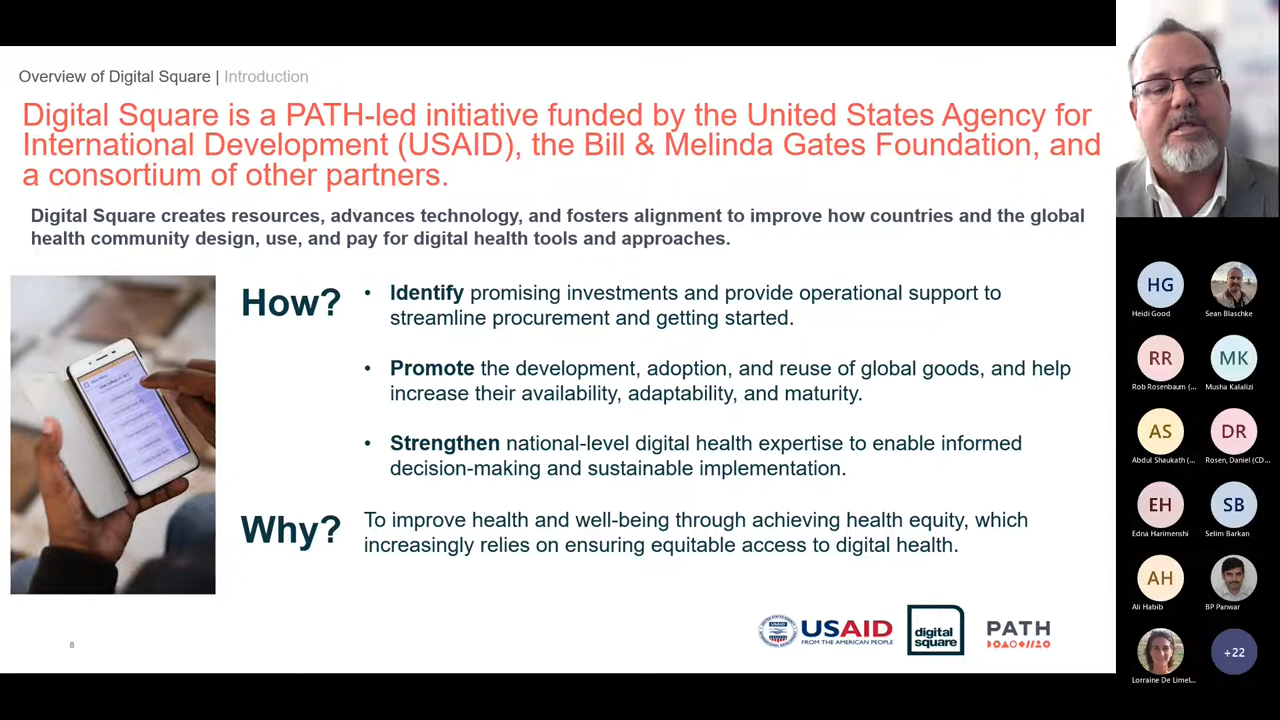 Overview of Digital Square | Introduction
Digital Square is a PATH-led initiative funded by the United States Agency for
International Development (USAID), the Bill & Melinda Gates Foundation, and
a consortium of other partners.
Digital Square creates resources, advances technology, and fosters alignment to improve how countries and the global
health community design, use, and pay for digital health tools and approaches.
How?
• Identify promising investments and provide operational support to
streamline procurement and getting started.
• Promote the development, adoption, and reuse of global goods, and help
increase their availability, adaptability, and maturity.
• Strengthen national-level digital health expertise to enable informed
decision-making and sustainable implementation.
Why?
To improve health and well-being through achieving health equity, which
increasingly relies on ensuring equitable access to digital health.
8
USAID
FROM THE AMERICAN PEOPLE
digital
square
PATH
HG
Heidi Good
Sean Blaschke
RR
Rob Rosenbaum (...
MK
Musha Kalalizi
AS
Abdul Shaukath (...
DR
Rosen, Daniel (CD...
EH
Edna Harimenshi
SB
Selim Barkan
AH
Ali Habib
BP Panwar
Lorraine De Limel...
+22